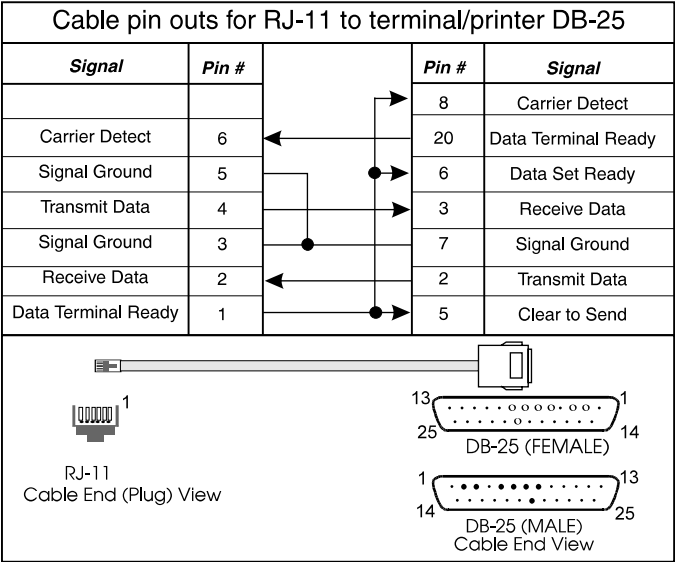 Cable pin outs for RJ-11 to terminal/printer DB-25
Signal Pin # Pin # Signal
8 Carrier Detect
Carrier Detect 6 20 Data Terminal Ready
Signal Ground 5 6 Data Set Ready
Transmit Data 4 3 Receive Data
Signal Ground 3 7 Signal Ground
Receive Data 2 2 Transmit Data
Data Terminal Ready 1 5 Clear to Send
1
RJ-11
Cable End (Plug) View
13 1
25 14
DB-25 (FEMALE)
1 13
14 25
DB-25 (MALE)
Cable End View